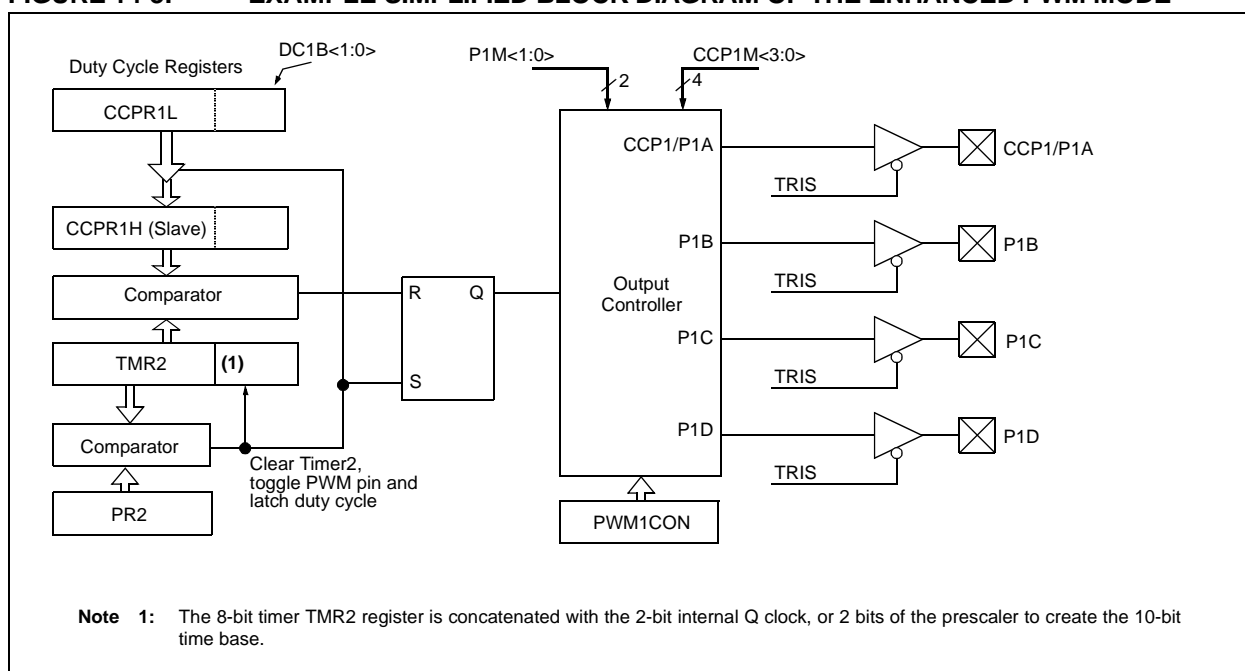 DC1B<1:0>
Duty Cycle Registers
CCPR1L
CCPR1H (Slave)
Comparator
TMR2
(1)
Comparator
PR2
Clear Timer2,
toggle PWM pin and
latch duty cycle
R
Q
S
P1M<1:0>
2
CCP1M<3:0>
4
Output
Controller
CCP1/P1A
P1B
P1C
P1D
PWM1CON
TRIS
CCP1/P1A
TRIS
P1B
TRIS
P1C
TRIS
P1D
Note 1: The 8-bit timer TMR2 register is concatenated with the 2-bit internal Q clock, or 2 bits of the prescaler to create the 10-bit
time base.